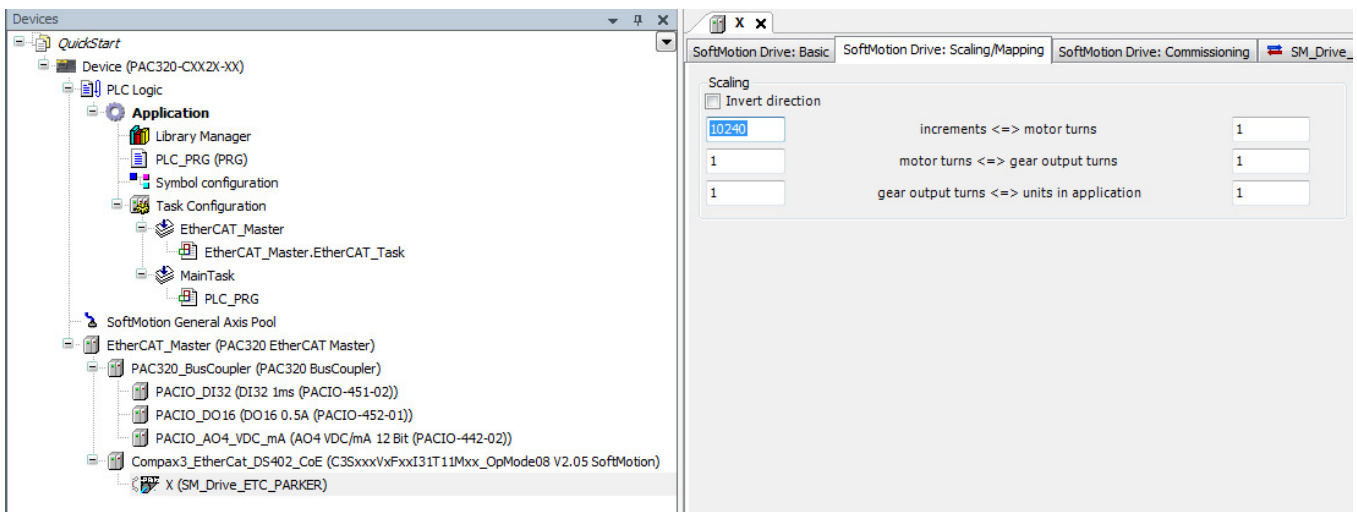 Devices
QuickStart
Device (PAC320-CXX2X-XX)
PLC Logic
Application
Library Manager
PLC_PRG (PRG)
Symbol configuration
Task Configuration
EtherCAT_Master
EtherCAT_Master.EtherCAT_Task
MainTask
PLC_PRG
SoftMotion General Axis Pool
EtherCAT_Master (PAC320 EtherCAT Master)
PAC320_BusCoupler (PAC320 BusCoupler)
PACIO_DI32 (DI32 1ms (PACIO-451-02))
PACIO_DO16 (DO16 0.5A (PACIO-452-01))
PACIO_AO4_VDC_mA (AO4 VDC/mA 12 Bit (PACIO-442-02))
Compax3_EtherCat_DS402_CoE (C3SxxxVxFxxI31T11Mxx_OpMode08 V2.05 SoftMotion)
X (SM_Drive_ETC_PARKER)
X
SoftMotion Drive: Basic SoftMotion Drive: Scaling/Mapping SoftMotion Drive: Commissioning SM_Drive_
Scaling
Invert direction
10240 increments <=> motor turns 1
1 motor turns <=> gear output turns 1
1 gear output turns <=> units in application 1